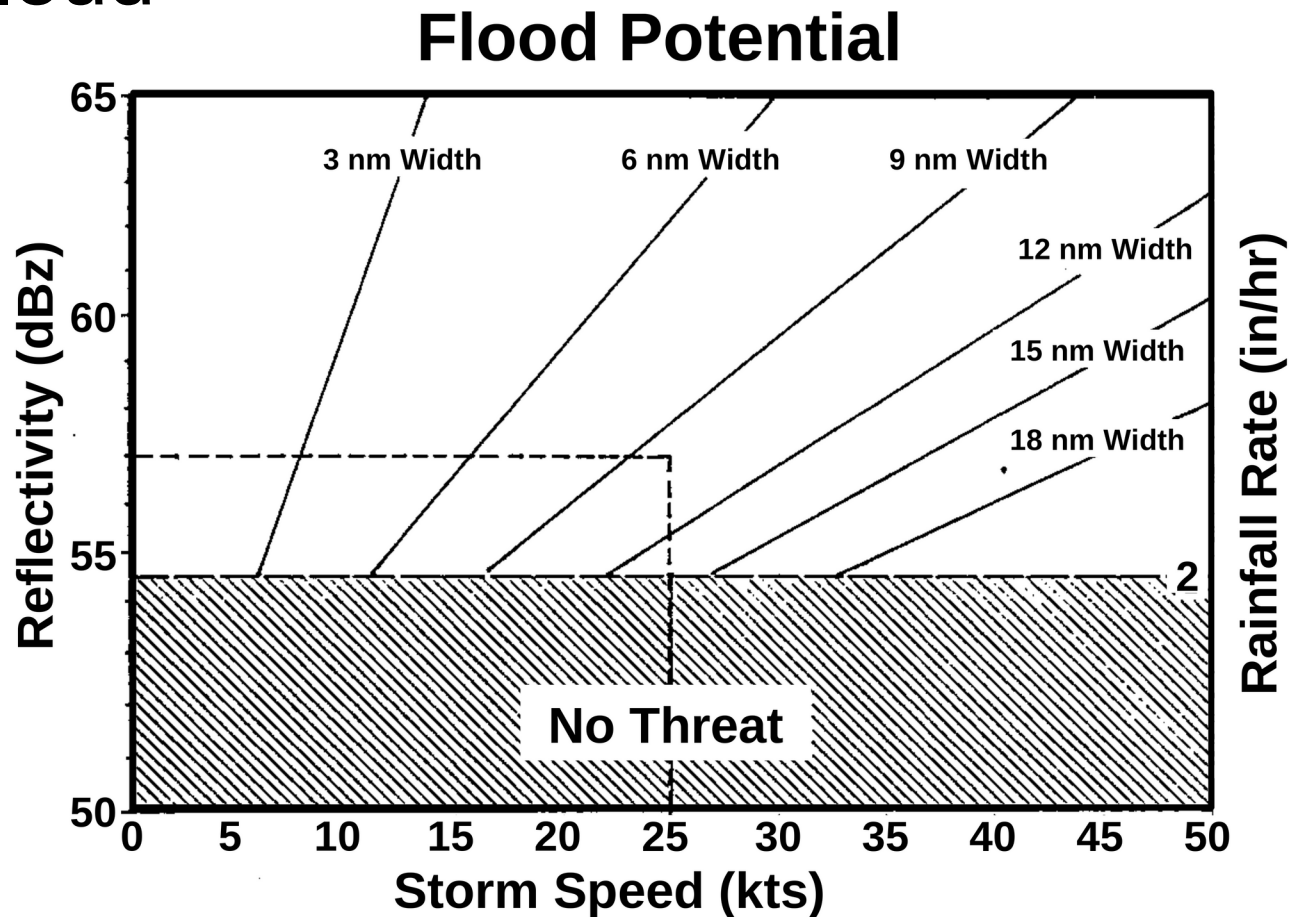 Flood Potential
65
60
55
50
Reflectivity (dBz)
3 nm Width
6 nm Width
9 nm Width
12 nm Width
15 nm Width
18 nm Width
2
No Threat
Rainfall Rate (in/hr)
0 5 10 15 20 25 30 35 40 45 50
Storm Speed (kts)